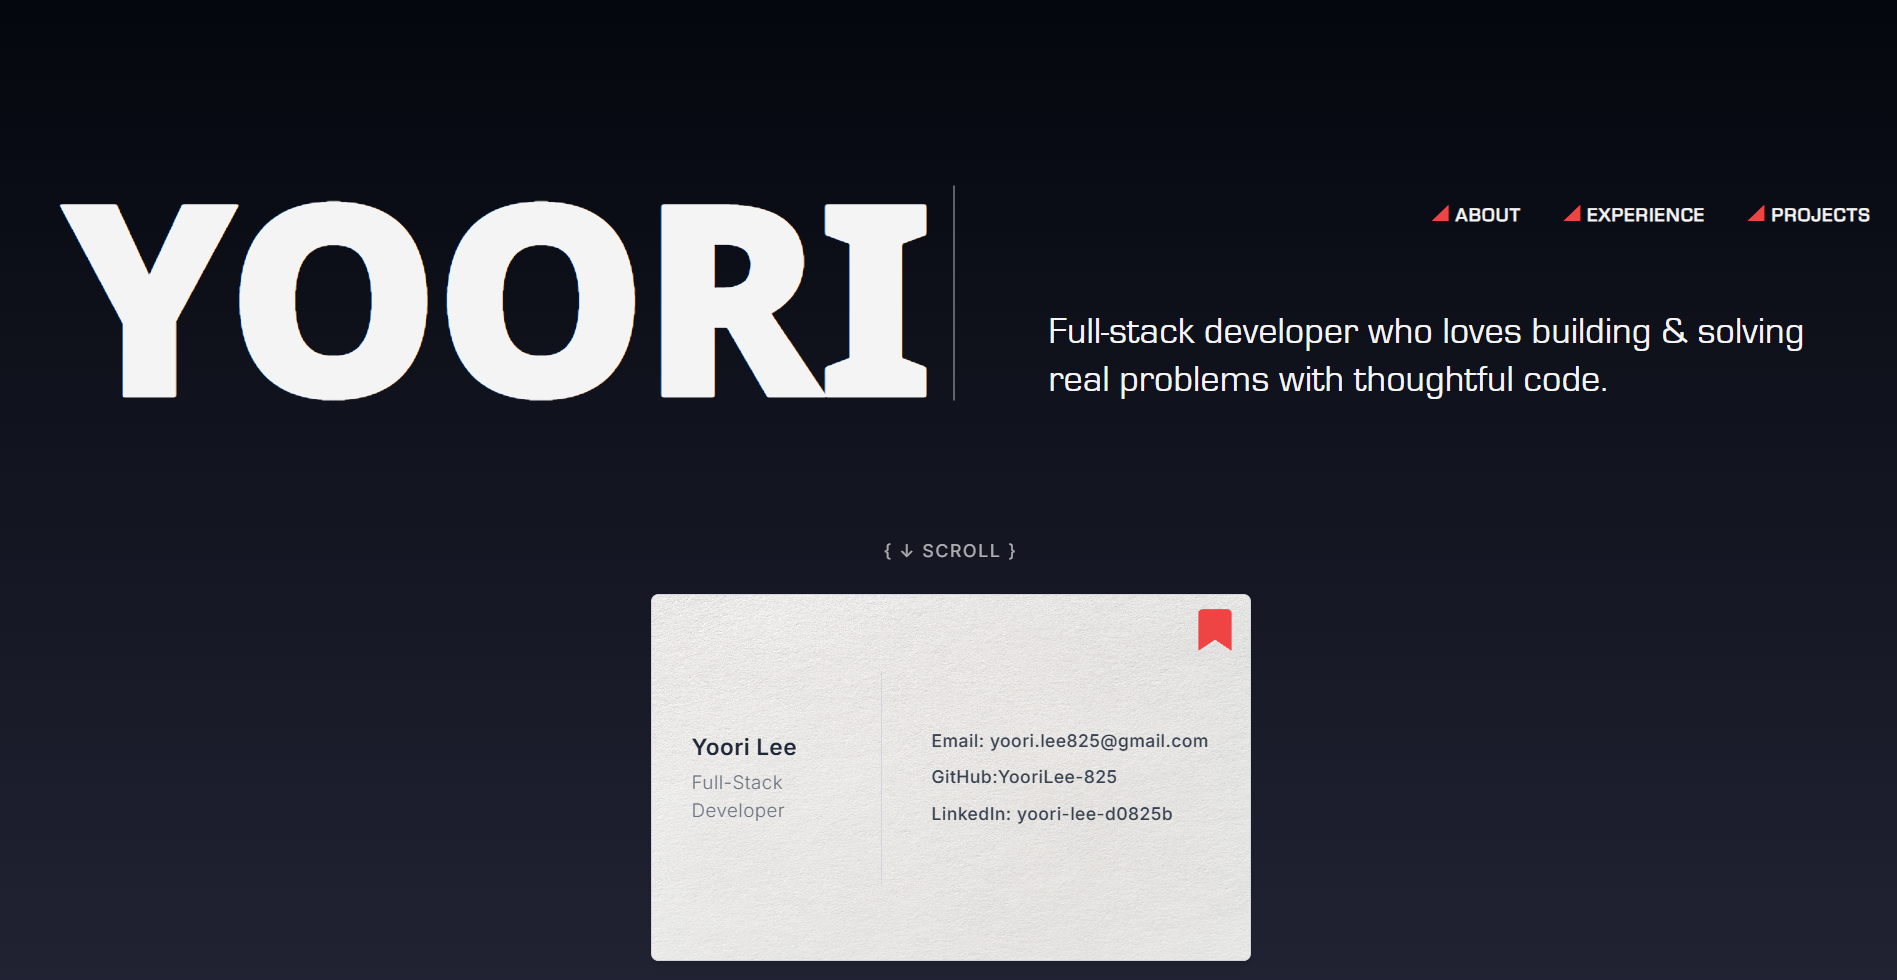 YOORI
ABOUT EXPERIENCE PROJECTS
Full-stack developer who loves building & solving
real problems with thoughtful code.
{ ↓ SCROLL }
Yoori Lee
Full-Stack
Developer
Email: yoori.lee825@gmail.com
GitHub:YooriLee-825
LinkedIn: yoori-lee-d0825b